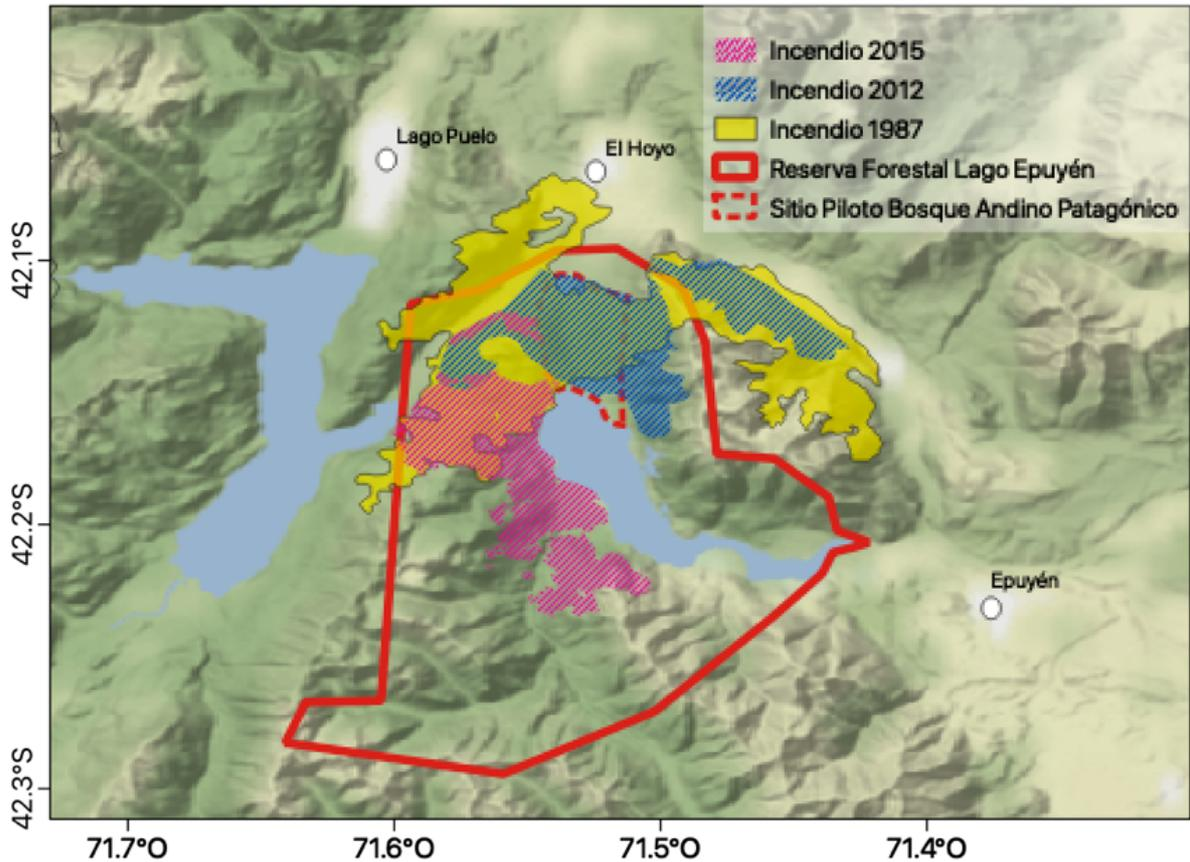 Incendio 2015
Incendio 2012
Incendio 1987
Reserva Forestal Lago Epuyén
Sitio Piloto Bosque Andino Patagónico
Lago Puelo
El Hoyo
Epuyén
42.1°S
42.2°S
42.3°S
71.7°O
71.6°O
71.5°O
71.4°O